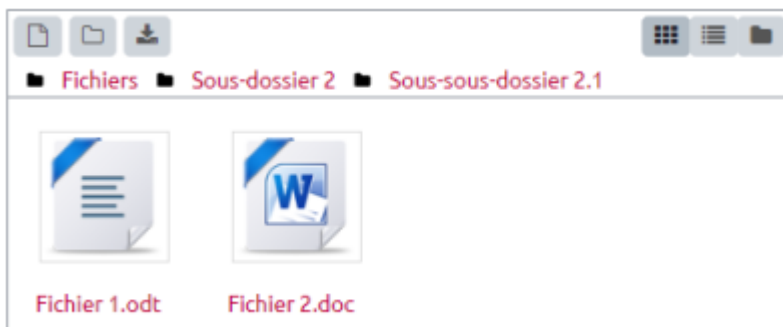 Fichiers Sous-dossier 2 Sous-sous-dossier 2.1
W
Fichier 1.odt Fichier 2.doc